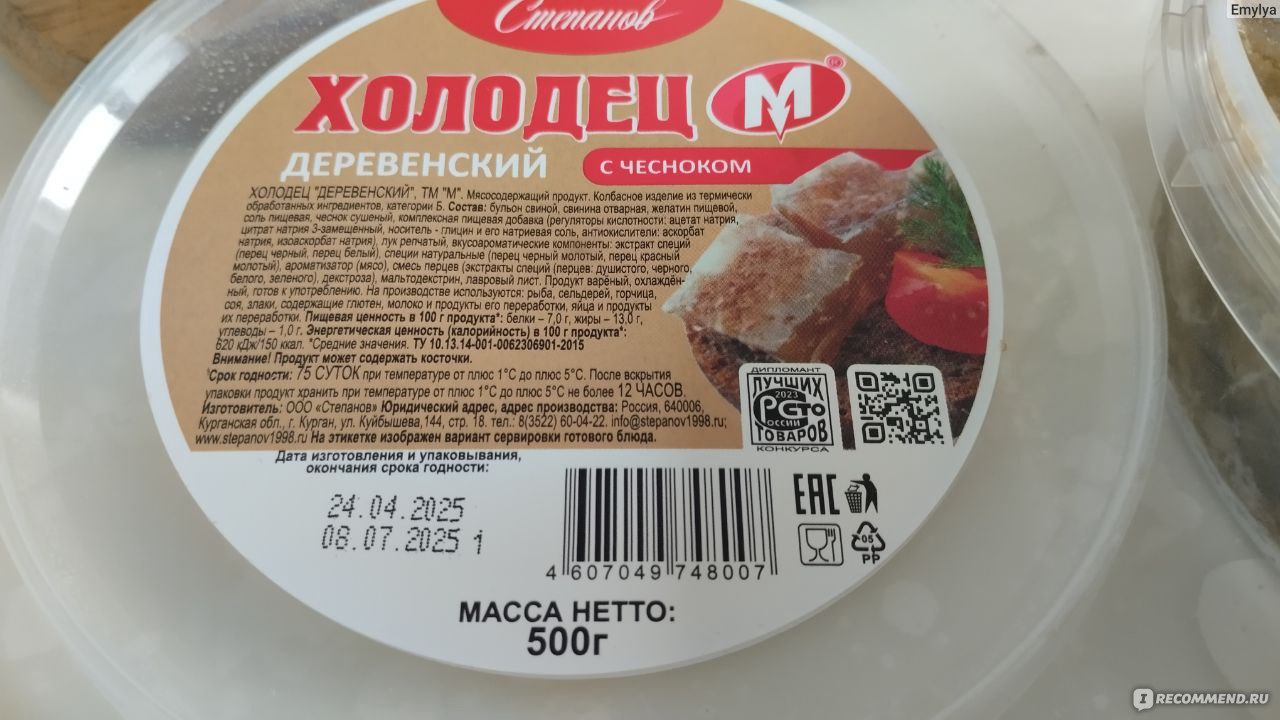 Emylya
Степанов
ХОЛОДЕЦ М®
ДЕРЕВЕНСКИЙ С ЧЕСНОКОМ
ХОЛОДЕЦ "ДЕРЕВЕНСКИЙ", ТМ "М". Мясосодержащий продукт. Колбасное изделие из термически
обработанных ингредиентов, категории Б. Состав: бульон свиной, свинина отварная, желатин пищевой,
соль пищевая, чеснок сушеный, комплексная пищевая добавка (регуляторы кислотности: ацетат натрия,
цитрат натрия 3-замещенный, носитель - глицин и его натриевая соль, антиокислители: аскорбат
натрия, изоаскорбат натрия), лук репчатый, вкусоароматические компоненты: экстракт специй
(перец черный, перец белый), специи натуральные (перец черный молотый, перец красный
молотый), ароматизатор (мясо), смесь перцев (экстракты специй (перцев: душистого, черного,
белого, зеленого), декстроза), мальтодекстрин, лавровый лист. Продукт варёный, охлаждён-
ный, готов к употреблению. На производстве используются: рыба, сельдерей, горчица,
соя, злаки, содержащие глютен, молоко и продукты его переработки, яйца и продукты
их переработки. Пищевая ценность в 100 г продукта*: белки – 7,0 г, жиры – 13,0 г,
углеводы – 1,0 г. Энергетическая ценность (калорийность) в 100 г продукта*:
620 кДж/150 ккал. *Средние значения. ТУ 10.13.14-001-0062306901-2015
Внимание! Продукт может содержать косточки.
Срок годности: 75 СУТОК при температуре от плюс 1°С до плюс 5°С. После вскрытия
упаковки продукт хранить при температуре от плюс 1°С до плюс 5°С не более 12 ЧАСОВ.
Изготовитель: ООО «Степанов» Юридический адрес, адрес производства: Россия, 640006,
Курганская обл., г. Курган, ул. Куйбышева,144, стр. 18. тел.: 8(3522) 60-04-22. info@stepanov1998.ru;
www.stepanov1998.ru На этикетке изображен вариант сервировки готового блюда.
ДИПЛОМАНТ
ЛУЧШИХ
2023
100
РОССИИ
ТОВАРОВ
КОНКУРСА
Дата изготовления и упаковывания,
окончания срока годности:
24.04.2025
08.07.2025 1
4 607049 748007
EAC
05
PP
МАССА НЕТТО:
500г
IRECOMMEND.RU